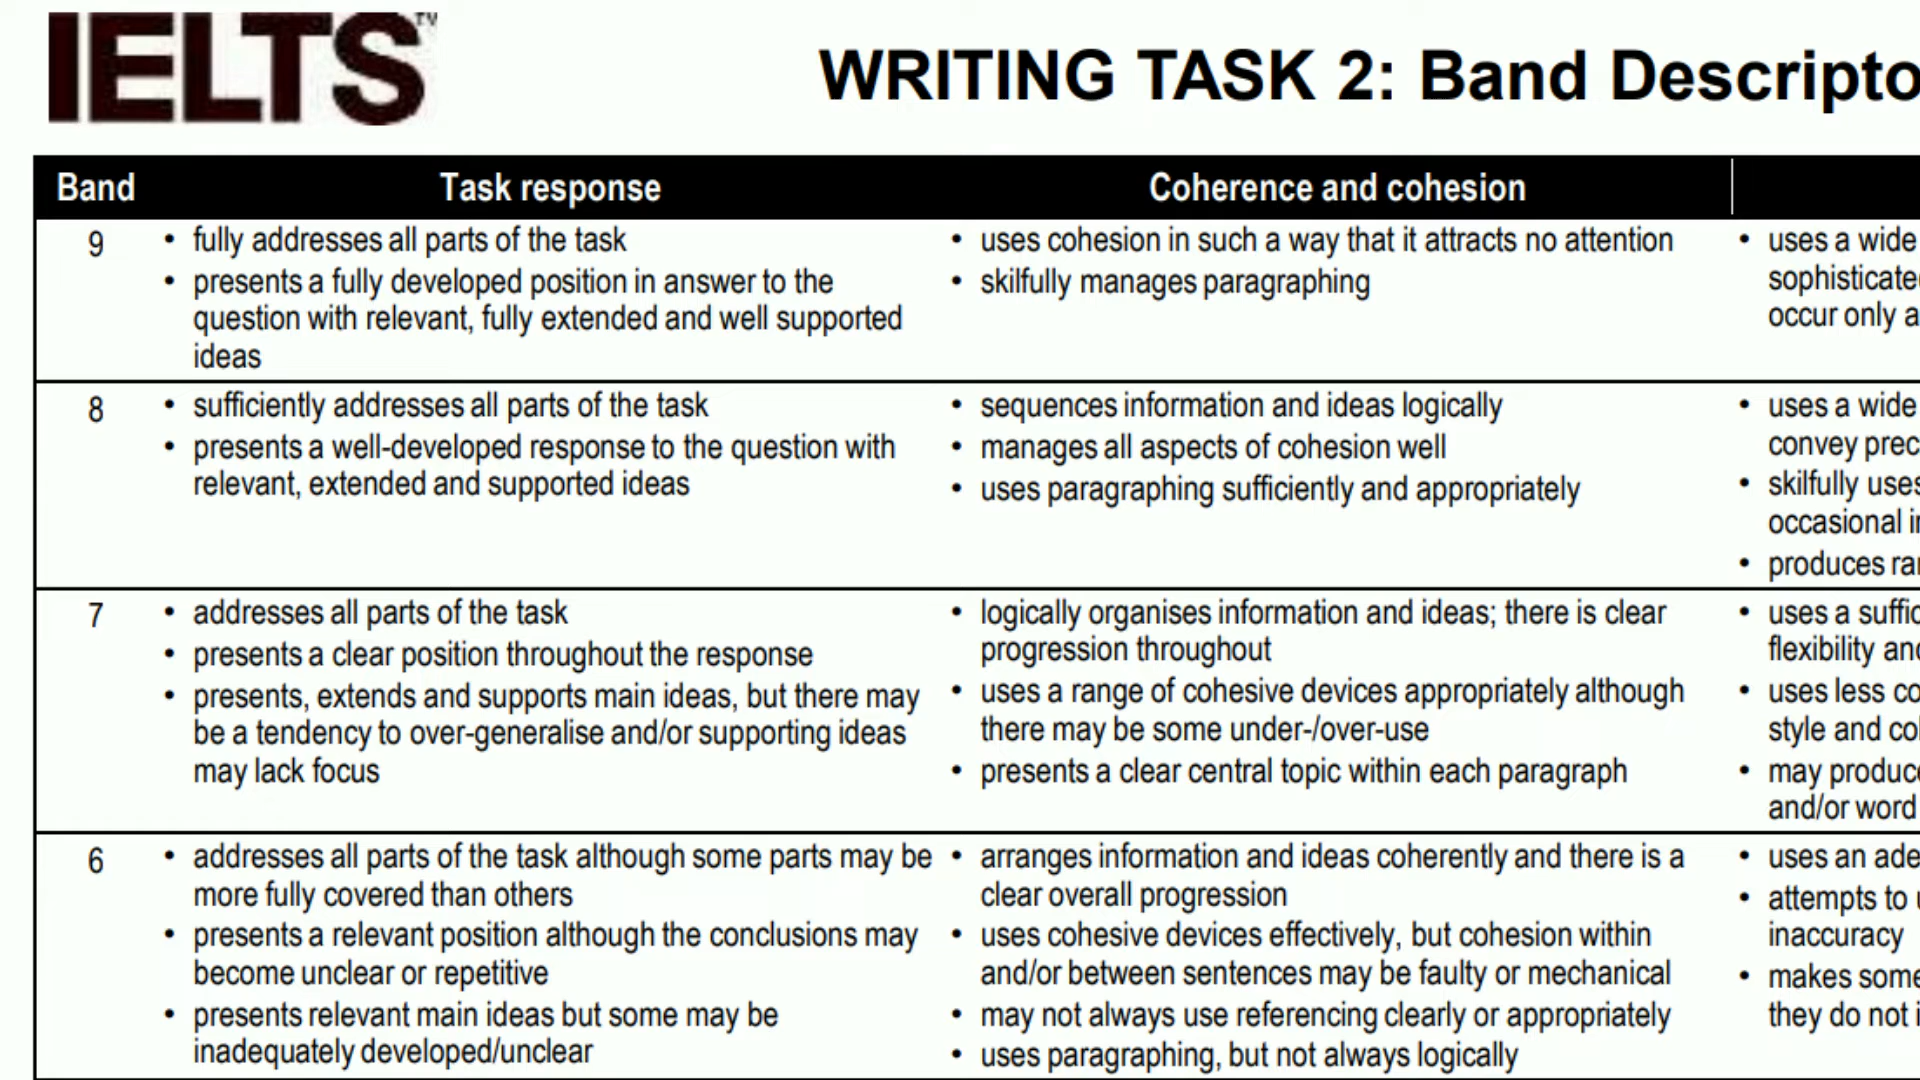 IELTS™
WRITING TASK 2: Band Descripto
Band Task response Coherence and cohesion
9
• fully addresses all parts of the task
• presents a fully developed position in answer to the
question with relevant, fully extended and well supported
ideas
• uses cohesion in such a way that it attracts no attention
• skilfully manages paragraphing
• uses a wide
sophisticated
occur only a
8
• sufficiently addresses all parts of the task
• presents a well-developed response to the question with
relevant, extended and supported ideas
• sequences information and ideas logically
• manages all aspects of cohesion well
• uses paragraphing sufficiently and appropriately
• uses a wide
convey prec
• skilfully uses
occasional i
• produces ra
7
• addresses all parts of the task
• presents a clear position throughout the response
• presents, extends and supports main ideas, but there may
be a tendency to over-generalise and/or supporting ideas
may lack focus
• logically organises information and ideas; there is clear
progression throughout
• uses a range of cohesive devices appropriately although
there may be some under-/over-use
• presents a clear central topic within each paragraph
• uses a suffic
flexibility and
• uses less co
style and col
• may produce
and/or word
6
• addresses all parts of the task although some parts may be
more fully covered than others
• presents a relevant position although the conclusions may
become unclear or repetitive
• presents relevant main ideas but some may be
inadequately developed/unclear
• arranges information and ideas coherently and there is a
clear overall progression
• uses cohesive devices effectively, but cohesion within
and/or between sentences may be faulty or mechanical
• may not always use referencing clearly or appropriately
• uses paragraphing, but not always logically
• uses an ade
• attempts to u
inaccuracy
• makes some
they do not i